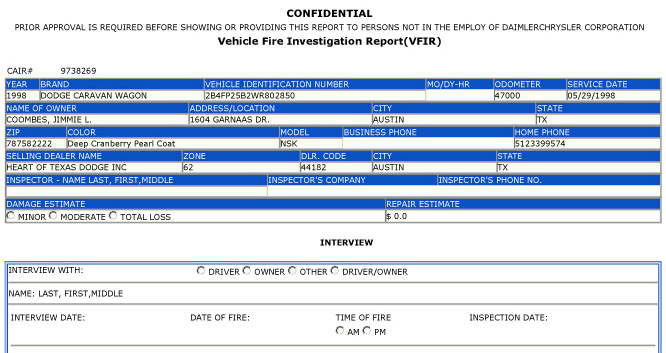 CONFIDENTIAL
PRIOR APPROVAL IS REQUIRED BEFORE SHOWING OR PROVIDING THIS REPORT TO PERSONS NOT IN THE EMPLOY OF DAIMLERCHRYSLER CORPORATION
Vehicle Fire Investigation Report(VFIR)
CAIR# 9738269
YEAR BRAND VEHICLE IDENTIFICATION NUMBER MO/DY-HR ODOMETER SERVICE DATE
1998 DODGE CARAVAN WAGON 2B4FP25B2WR802850 47000 05/29/1998
NAME OF OWNER ADDRESS/LOCATION CITY STATE
COOMBES, JIMMIE L. 1604 GARNAAS DR. AUSTIN TX
ZIP COLOR MODEL BUSINESS PHONE HOME PHONE
787582222 Deep Cranberry Pearl Coat NSK 5123399574
SELLING DEALER NAME ZONE DLR. CODE CITY STATE
HEART OF TEXAS DODGE INC 62 44182 AUSTIN TX
INSPECTOR - NAME LAST, FIRST,MIDDLE INSPECTOR'S COMPANY INSPECTOR'S PHONE NO.
DAMAGE ESTIMATE REPAIR ESTIMATE
MINOR MODERATE TOTAL LOSS $ 0.0
INTERVIEW
INTERVIEW WITH: DRIVER OWNER OTHER DRIVER/OWNER
NAME: LAST, FIRST,MIDDLE
INTERVIEW DATE: DATE OF FIRE: TIME OF FIRE INSPECTION DATE:
AM PM